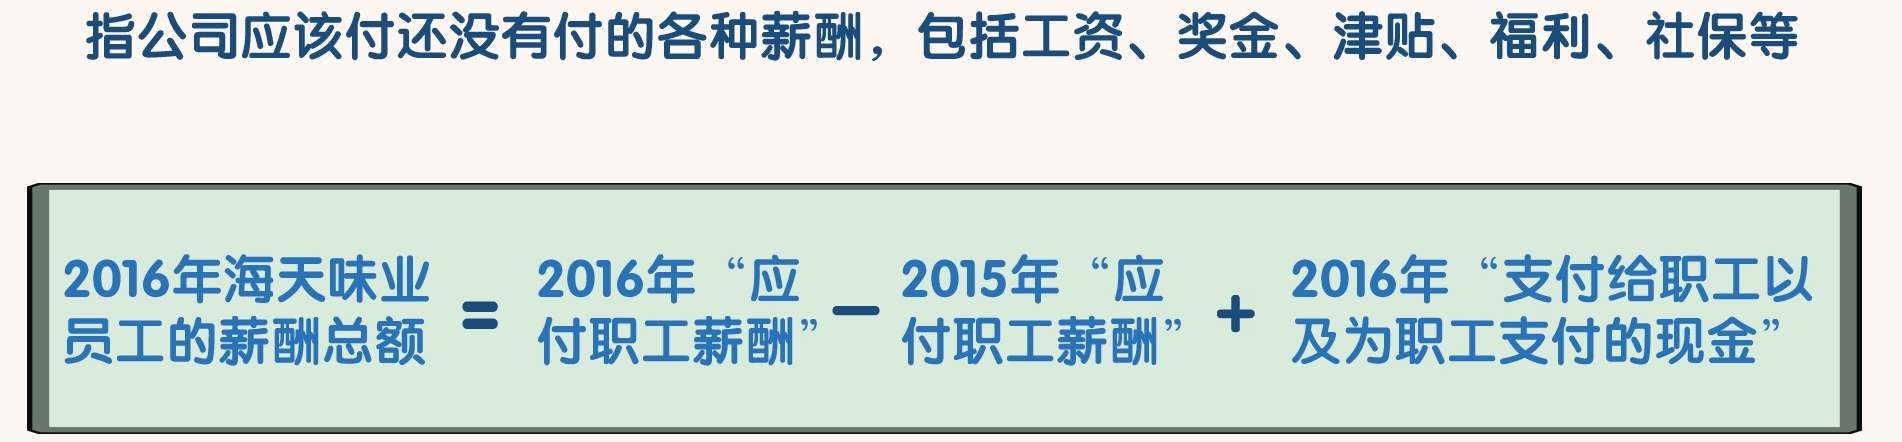 指公司应该付还没有付的各种薪酬，包括工资、奖金、津贴、福利、社保等
2016年海天味业
员工的薪酬总额
=
2016年“应
付职工薪酬”
—
2015年“应
付职工薪酬”
+
2016年“支付给职工以
及为职工支付的现金”